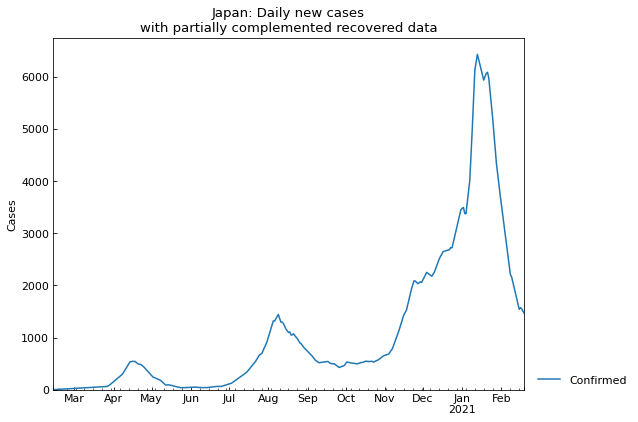 Japan: Daily new cases
with partially complemented recovered data
6000
5000
4000
3000
2000
1000
0
Cases
Mar Apr May Jun Jul Aug Sep Oct Nov Dec Jan Feb
2021
Confirmed